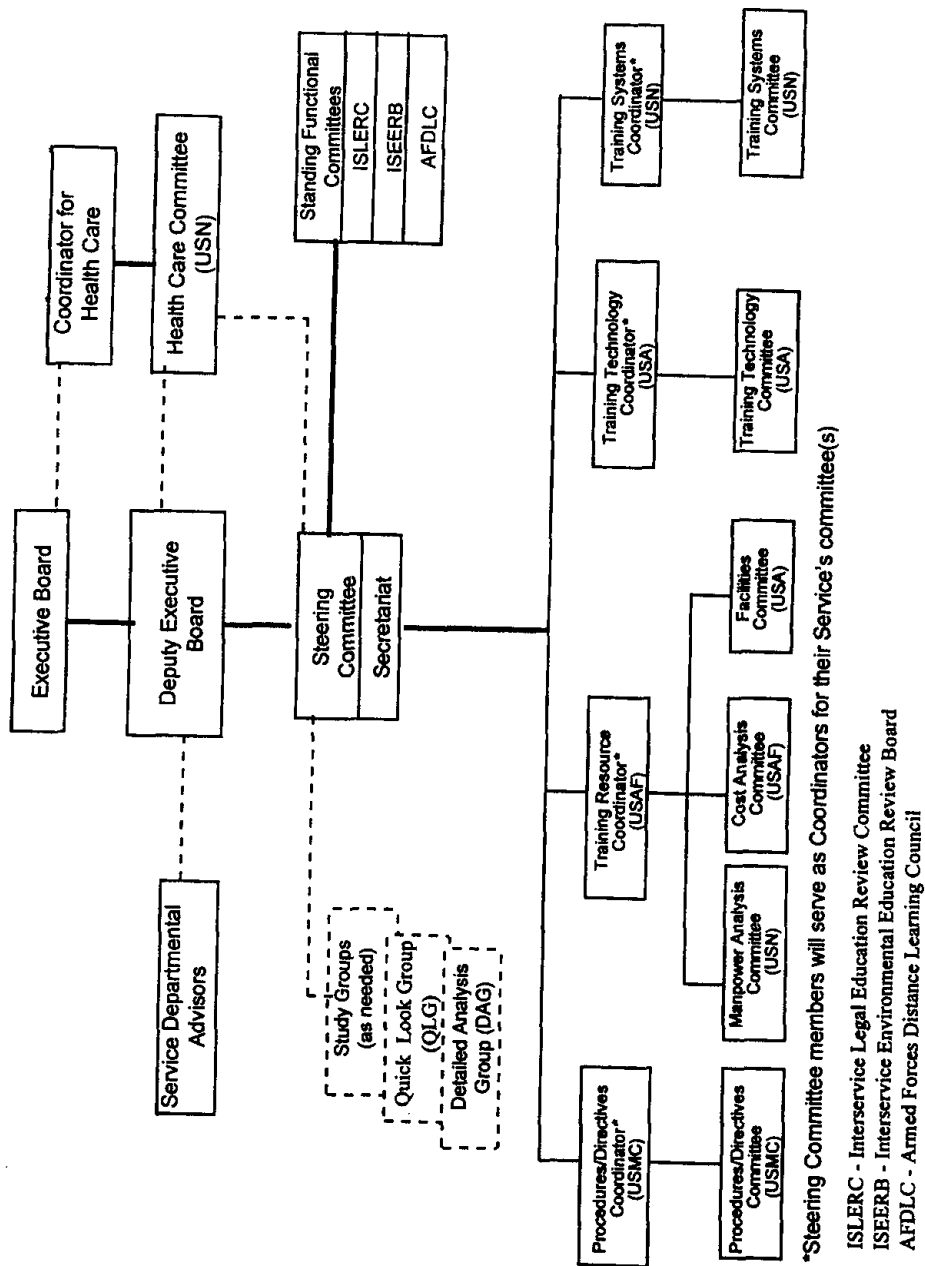 Executive Board
Coordinator for
Health Care
Service Departmental
Advisors
Deputy Executive
Board
Health Care Committee
(USN)
Study Groups
(as needed)
Quick Look Group
(QLG)
Detailed Analysis
Group (DAG)
Steering
Committee
Secretariat
Standing Functional
Committees
ISLERC
ISEERB
AFDLC
Procedures/Directives
Coordinator*
(USMC)
Training Resource
Coordinator*
(USAF)
Training Technology
Coordinator*
(USA)
Training Systems
Coordinator*
(USN)
Procedures/Directives
Committee
(USMC)
Manpower Analysis
Committee
(USN)
Cost Analysis
Committee
(USAF)
Facilities
Committee
(USA)
Training Technology
Committee
(USA)
Training Systems
Committee
(USN)
*Steering Committee members will serve as Coordinators for their Service's committee(s)
ISLERC - Interservice Legal Education Review Committee
ISEERB - Interservice Environmental Education Review Board
AFDLC - Armed Forces Distance Learning Council